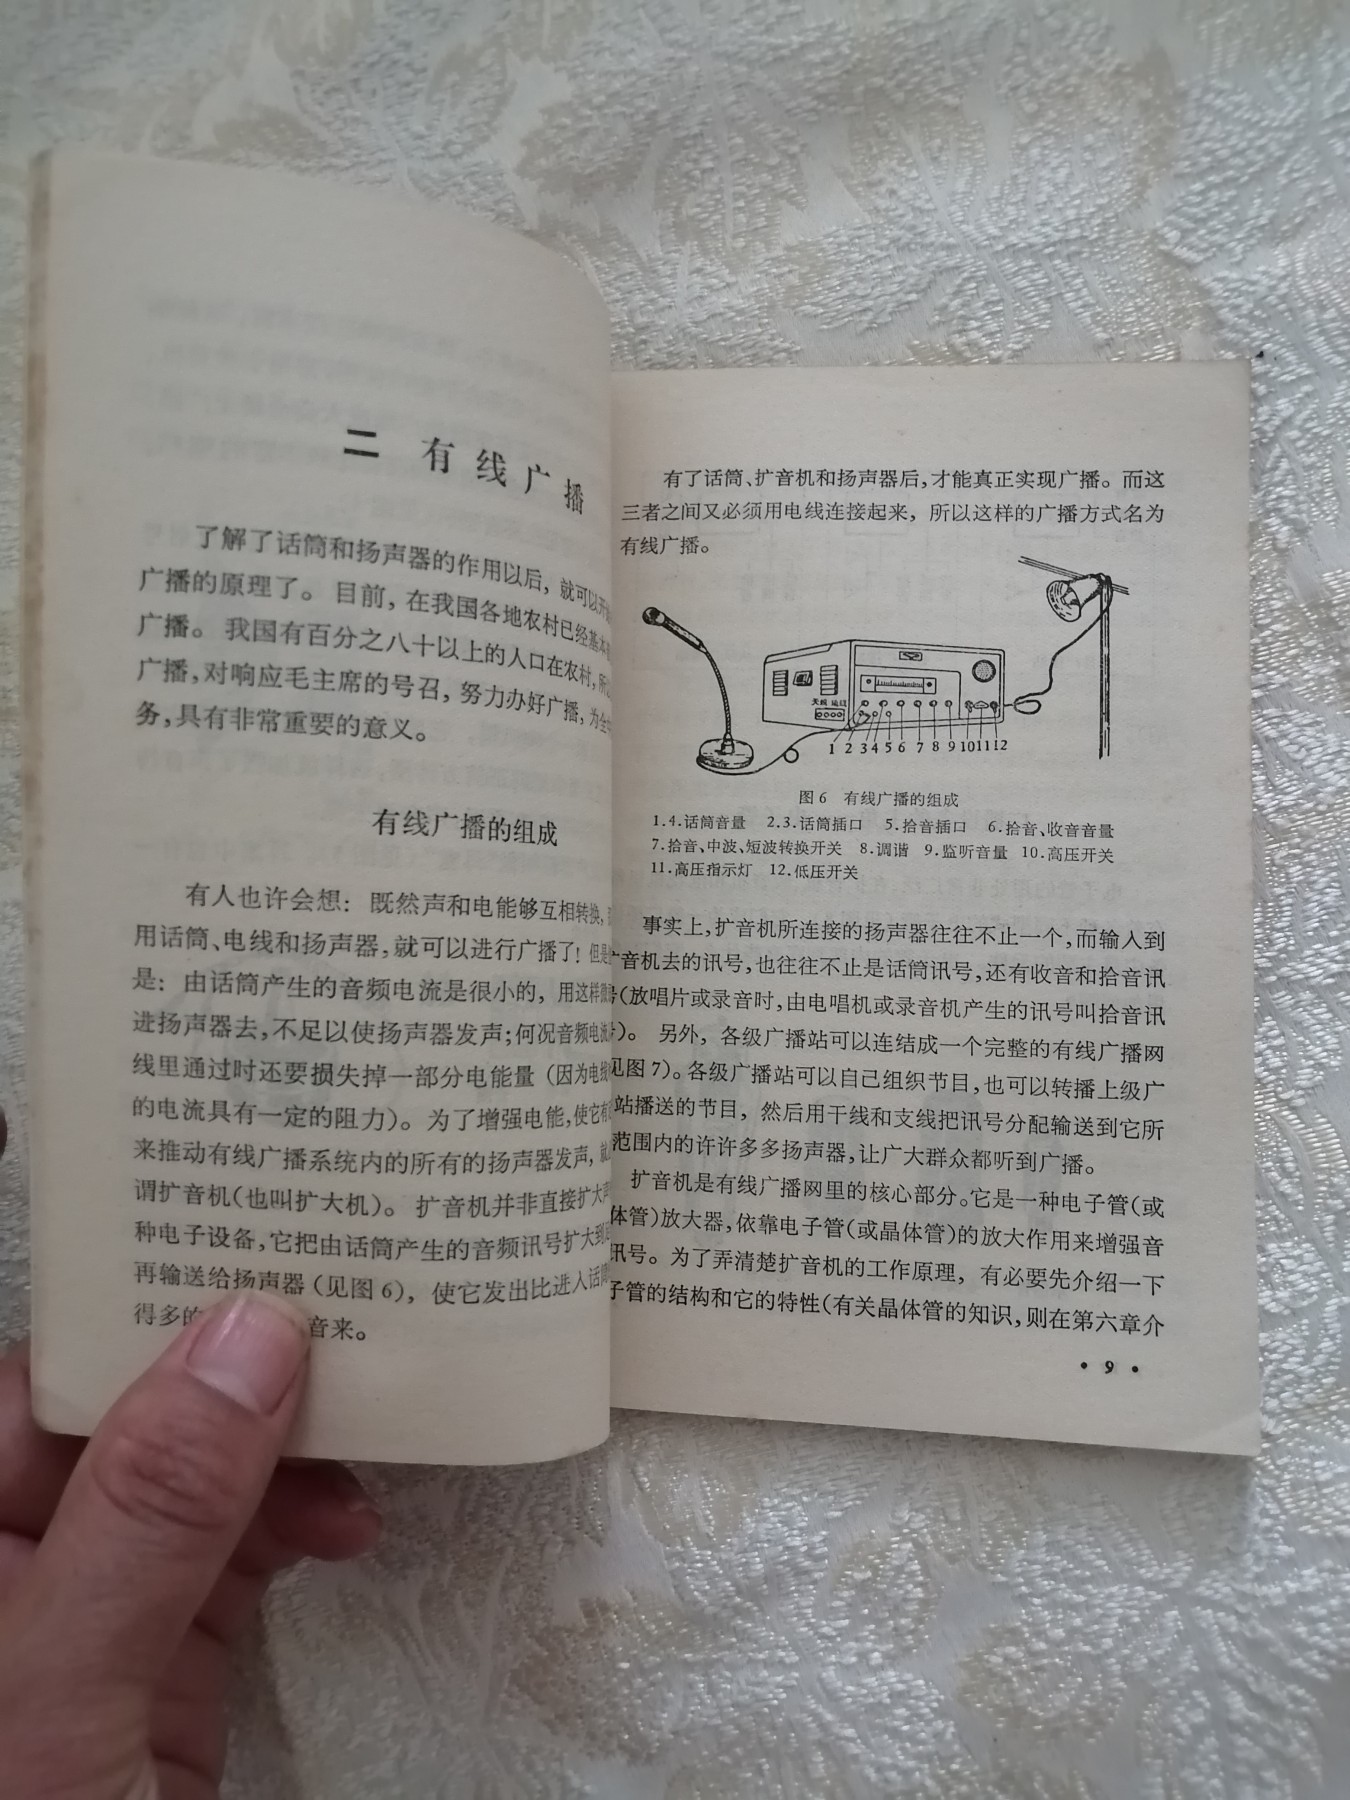 二 有线广播
了解了话筒和扬声器的作用以后，就可以
广播的原理了。目前，在我国各地农村已经基本
广播。我国有百分之八十以上的人口在农村，
广播，对响应毛主席的号召，努力办好广播，为全
务，具有非常重要的意义。
有线广播的组成
有人也许会想：既然声和电能够互相转换，
用话筒、电线和扬声器，就可以进行广播了！但是
是：由话筒产生的音频电流是很小的，用这样微
进扬声器去，不足以使扬声器发声；何况音频电流
线里通过时还要损失掉一部分电能量（因为电线
的电流具有一定的阻力）。为了增强电能，使它有
来推动有线广播系统内的所有的扬声器发声，就
谓扩音机（也叫扩大机）。扩音机并非直接扩大声
种电子设备，它把由话筒产生的音频讯号扩大到
再输送给扬声器（见图6），使它发出比进入话
得多的 音来。
有了话筒、扩音机和扬声器后，才能真正实现广播。而这
三者之间又必须用电线连接起来，所以这样的广播方式名为
有线广播。
天线 地线
1 2 3 4 5 6 7 8 9 10 11 12
图6 有线广播的组成
1.4.话筒音量 2.3.话筒插口 5.拾音插口 6.拾音、收音音量
7.拾音、中波、短波转换开关 8.调谐 9.监听音量 10.高压开关
11.高压指示灯 12.低压开关
事实上，扩音机所连接的扬声器往往不止一个，而输入到
音机去的讯号，也往往不止是话筒讯号，还有收音和拾音讯
（放唱片或录音时，由电唱机或录音机产生的讯号叫拾音讯
）。另外，各级广播站可以连结成一个完整的有线广播网
见图7）。各级广播站可以自己组织节目，也可以转播上级广
站播送的节目，然后用干线和支线把讯号分配输送到它所
范围内的许许多多扬声器，让广大群众都听到广播。
扩音机是有线广播网里的核心部分。它是一种电子管（或
体管）放大器，依靠电子管（或晶体管）的放大作用来增强音
讯号。为了弄清楚扩音机的工作原理，有必要先介绍一下
子管的结构和它的特性（有关晶体管的知识，则在第六章介
• 9 •